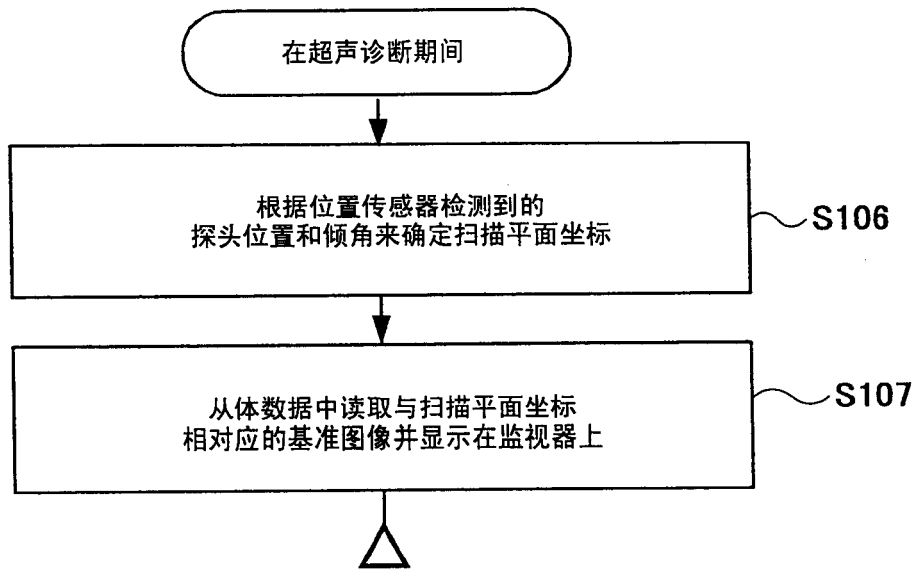 在超声诊断期间
根据位置传感器检测到的
探头位置和倾角来确定扫描平面坐标
S106
从体数据中读取与扫描平面坐标
相对应的基准图像并显示在监视器上
S107